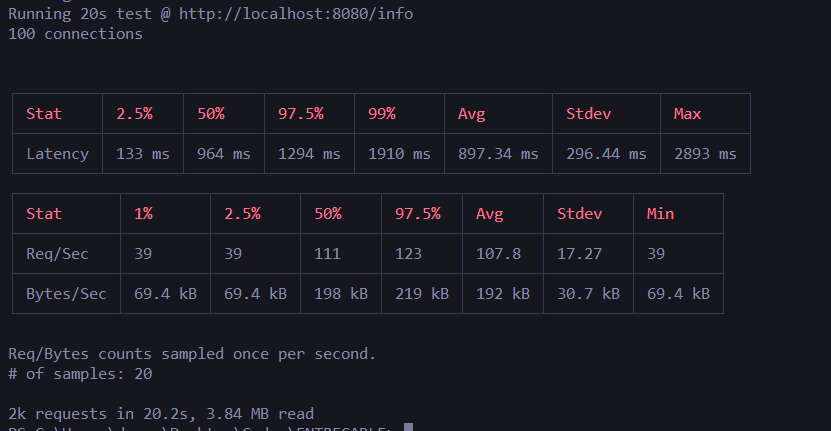 Running 20s test @ http://localhost:8080/info
100 connections
Stat 2.5% 50% 97.5% 99% Avg Stdev Max
Latency 133 ms 964 ms 1294 ms 1910 ms 897.34 ms 296.44 ms 2893 ms
Stat 1% 2.5% 50% 97.5% Avg Stdev Min
Req/Sec 39 39 111 123 107.8 17.27 39
Bytes/Sec 69.4 kB 69.4 kB 198 kB 219 kB 192 kB 30.7 kB 69.4 kB
Req/Bytes counts sampled once per second.
# of samples: 20
2k requests in 20.2s, 3.84 MB read